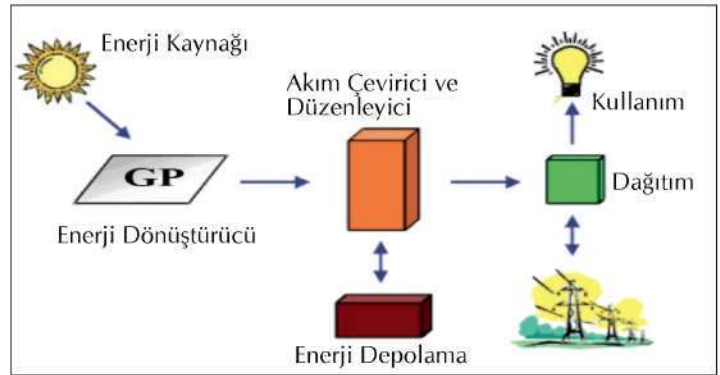 Enerji Kaynağı
Akım Çevirici ve
Düzenleyici
Kullanım
GP
Dağıtım
Enerji Dönüştürücü
Enerji Depolama